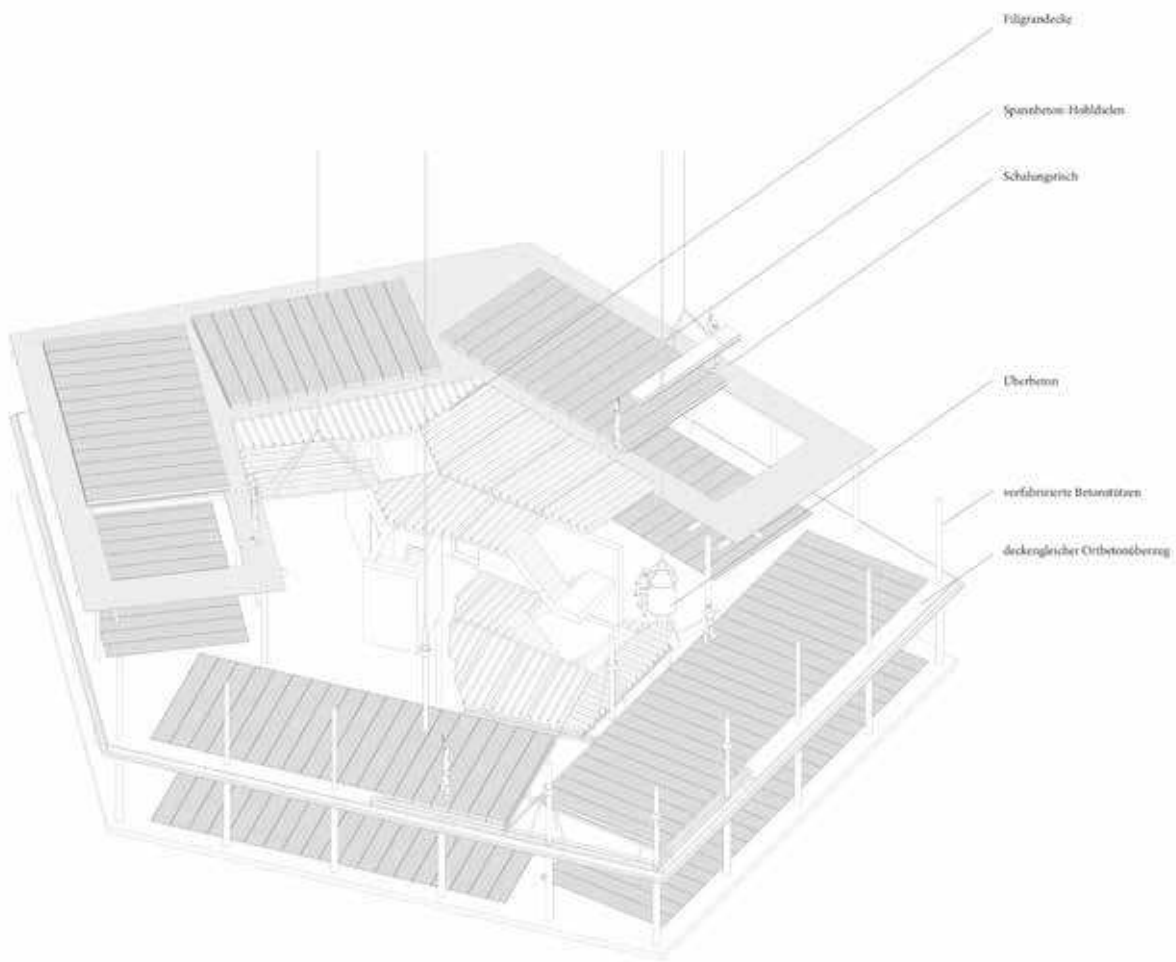 Filigrandecke
Spannbeton-Hohldielen
Schalungstisch
Überbeton
vorfabrizierte Betonstützen
deckengleicher Ortbetonüberzug